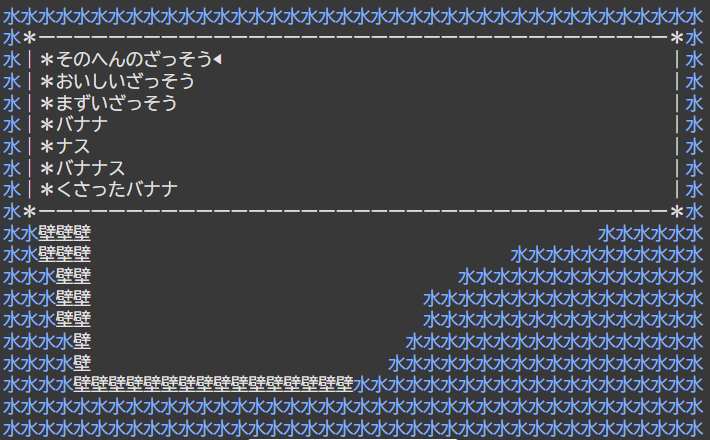 水水水水水水水水水水水水水水水水水水水水水水水水水水水水水水水水水水水水水水水水
水＊ーーーーーーーーーーーーーーーーーーーーーーーーーーーーーーーーーーーー＊水
水｜＊そのへんのざっそう◀　　　　　　　　　　　　　　　　　　　　　　　　　　｜水
水｜＊おいしいざっそう　　　　　　　　　　　　　　　　　　　　　　　　　　　｜水
水｜＊まずいざっそう　　　　　　　　　　　　　　　　　　　　　　　　　　　　｜水
水｜＊バナナ　　　　　　　　　　　　　　　　　　　　　　　　　　　　　　　　｜水
水｜＊ナス　　　　　　　　　　　　　　　　　　　　　　　　　　　　　　　　　｜水
水｜＊バナナス　　　　　　　　　　　　　　　　　　　　　　　　　　　　　　　｜水
水｜＊くさったバナナ　　　　　　　　　　　　　　　　　　　　　　　　　　　　｜水
水＊ーーーーーーーーーーーーーーーーーーーーーーーーーーーーーーーーーーーー＊水
水水壁壁壁　　　　　　　　　　　　　　　　　　　　　　　　　　　　　水水水水水水
水水壁壁壁　　　　　　　　　　　　　　　　　　　　　　　　水水水水水水水水水水水
水水水壁壁　　　　　　　　　　　　　　　　　　　　　水水水水水水水水水水水水水水
水水水壁壁　　　　　　　　　　　　　　　　　　　水水水水水水水水水水水水水水水水
水水水壁壁　　　　　　　　　　　　　　　　　　　水水水水水水水水水水水水水水水水
水水水水壁　　　　　　　　　　　　　　　　　　水水水水水水水水水水水水水水水水水
水水水水壁　　　　　　　　　　　　　　　　　水水水水水水水水水水水水水水水水水水
水水水水壁壁壁壁壁壁壁壁壁壁壁壁壁壁壁壁水水水水水水水水水水水水水水水水水水水水
水水水水水水水水水水水水水水水水水水水水水水水水水水水水水水水水水水水水水水水水
水水水水水水水水水水水水水水水水水水水水水水水水水水水水水水水水水水水水水水水水